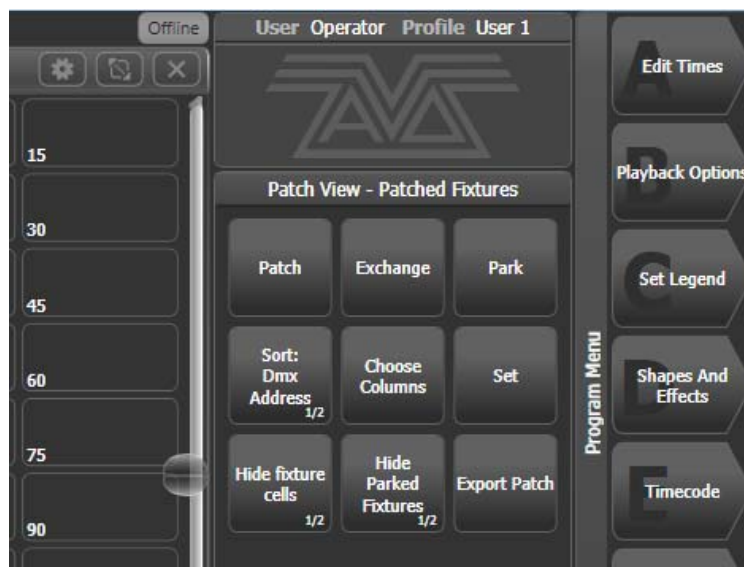 Offline
User Operator Profile User 1
AVO
15
30
45
60
75
90
Patch View - Patched Fixtures
Patch
Exchange
Park
Sort:
Dmx
Address
1/2
Choose
Columns
Set
Hide fixture
cells
1/2
Hide
Parked
Fixtures
1/2
Export Patch
Program Menu
A
Edit Times
B
Playback Options
C
Set Legend
D
Shapes And
Effects
E
Timecode